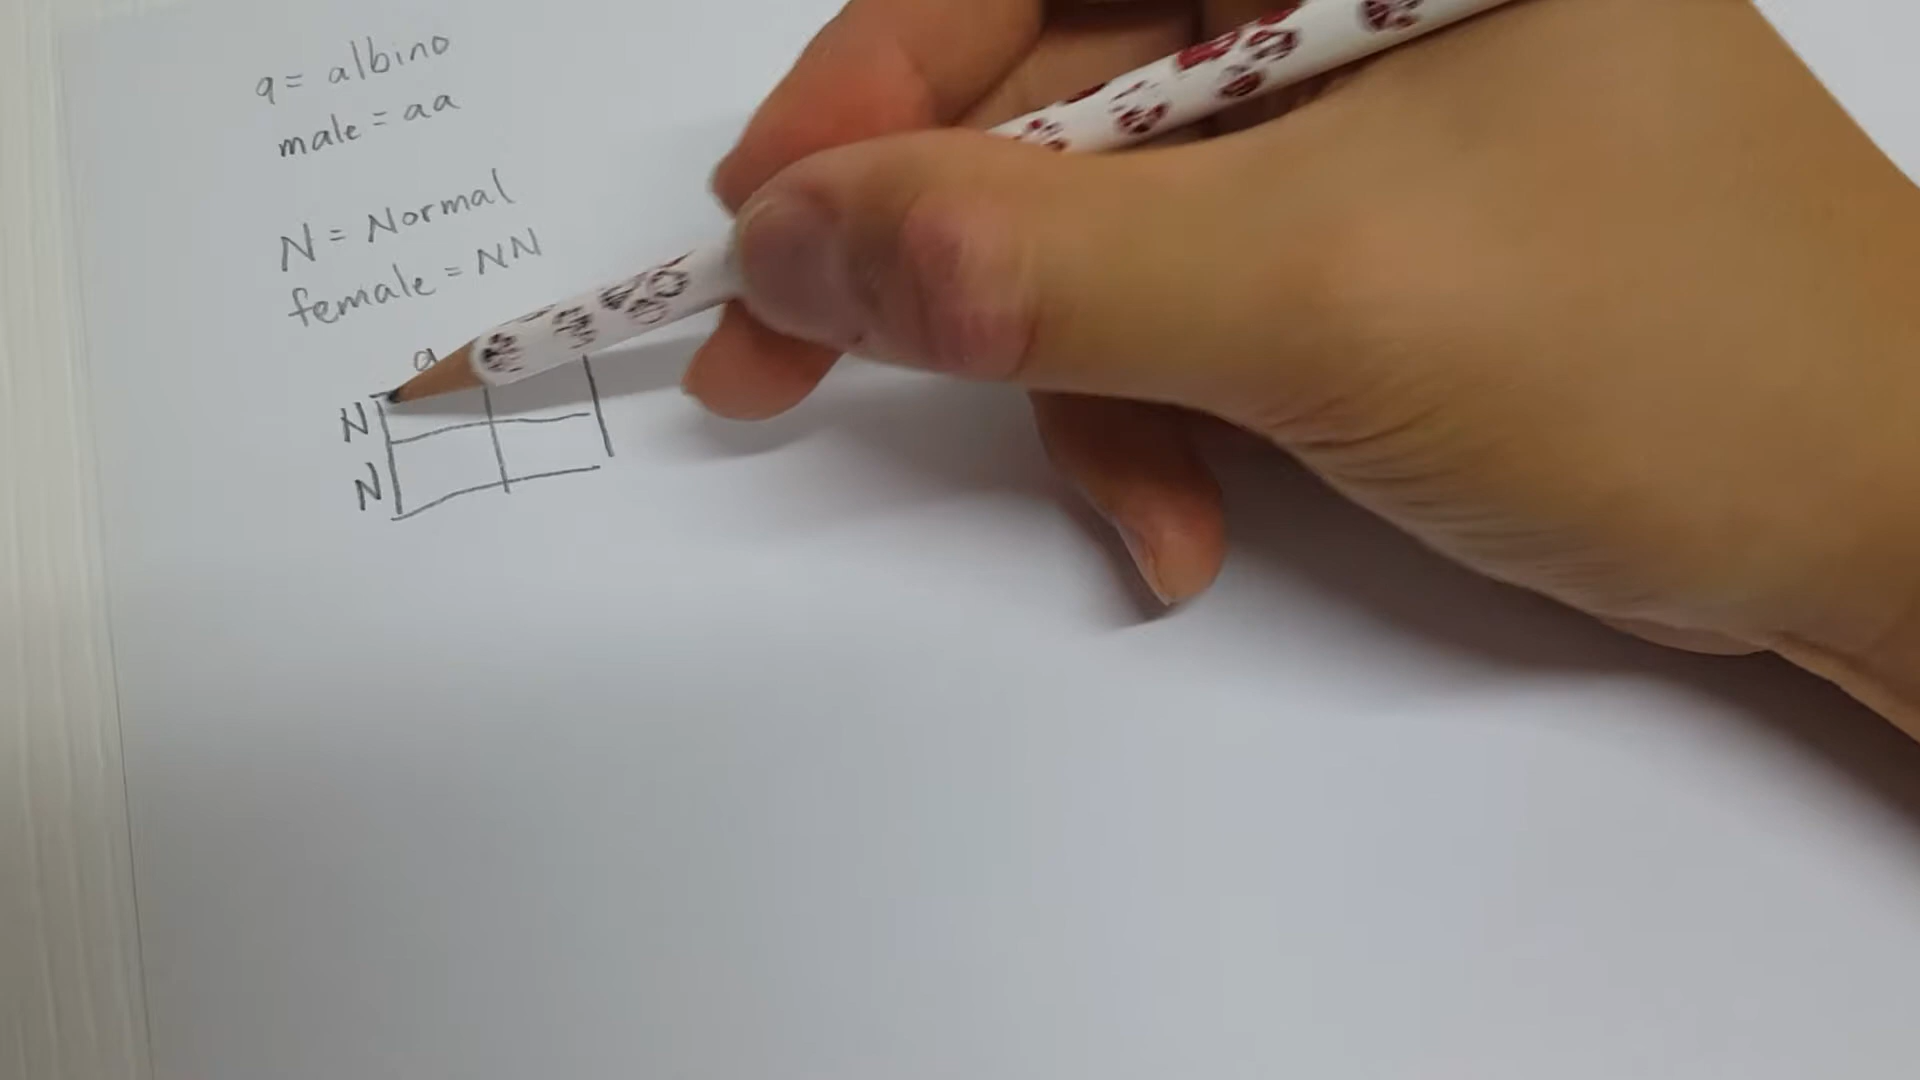 a = albino
male = aa
N = Normal
female = NN
a
N
N